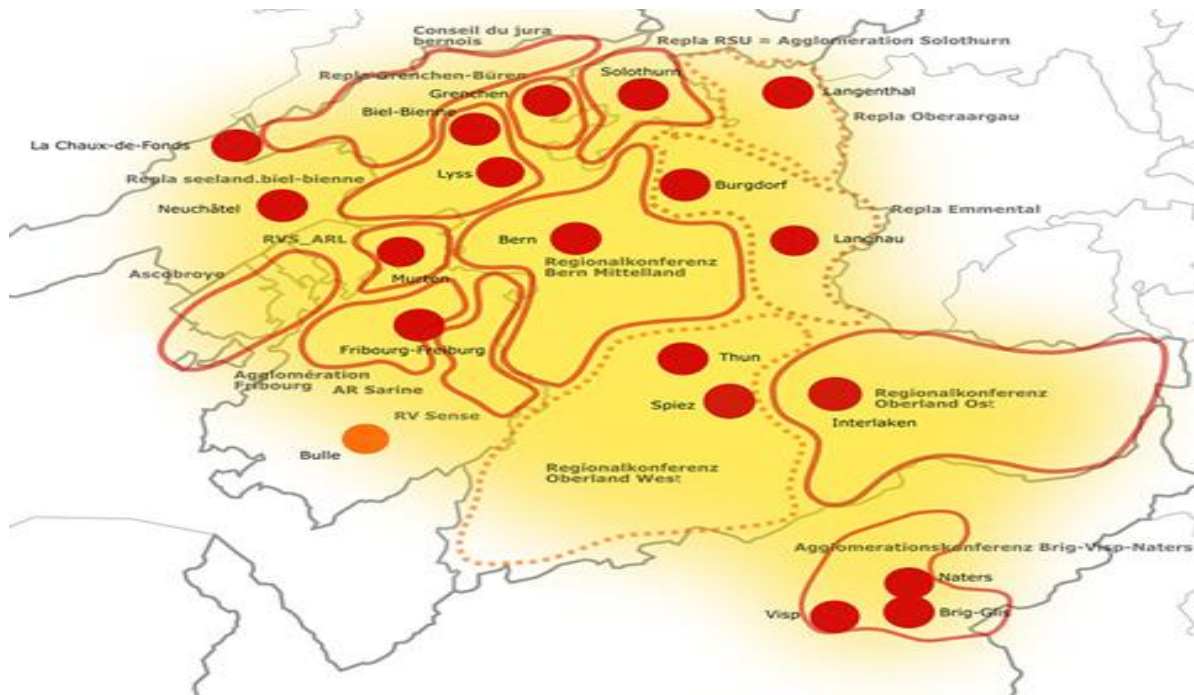 Conseil du jura
bernois
Repla RSU = Agglomeration Solothurn
Repla Grenchen-Büren
Solothurn
Grenchen
Langenthal
Biel-Bienne
Repla Oberaargau
La Chaux-de-Fonds
Lyss
Repla seeland.biel-bienne
Burgdorf
Neuchâtel
Repla Emmental
RVS_ARL
Bern
Langnau
Regionalkonferenz
Bern Mittelland
Ascobroye
Murten
Fribourg-Freiburg
Thun
Agglomération
Fribourg
AR Sarine
Spiez
Regionalkonferenz
Oberland Ost
RV Sense
Interlaken
Bulle
Regionalkonferenz
Oberland West
Agglomerationskonferenz Brig-Visp-Naters
Naters
Visp
Brig-Glis